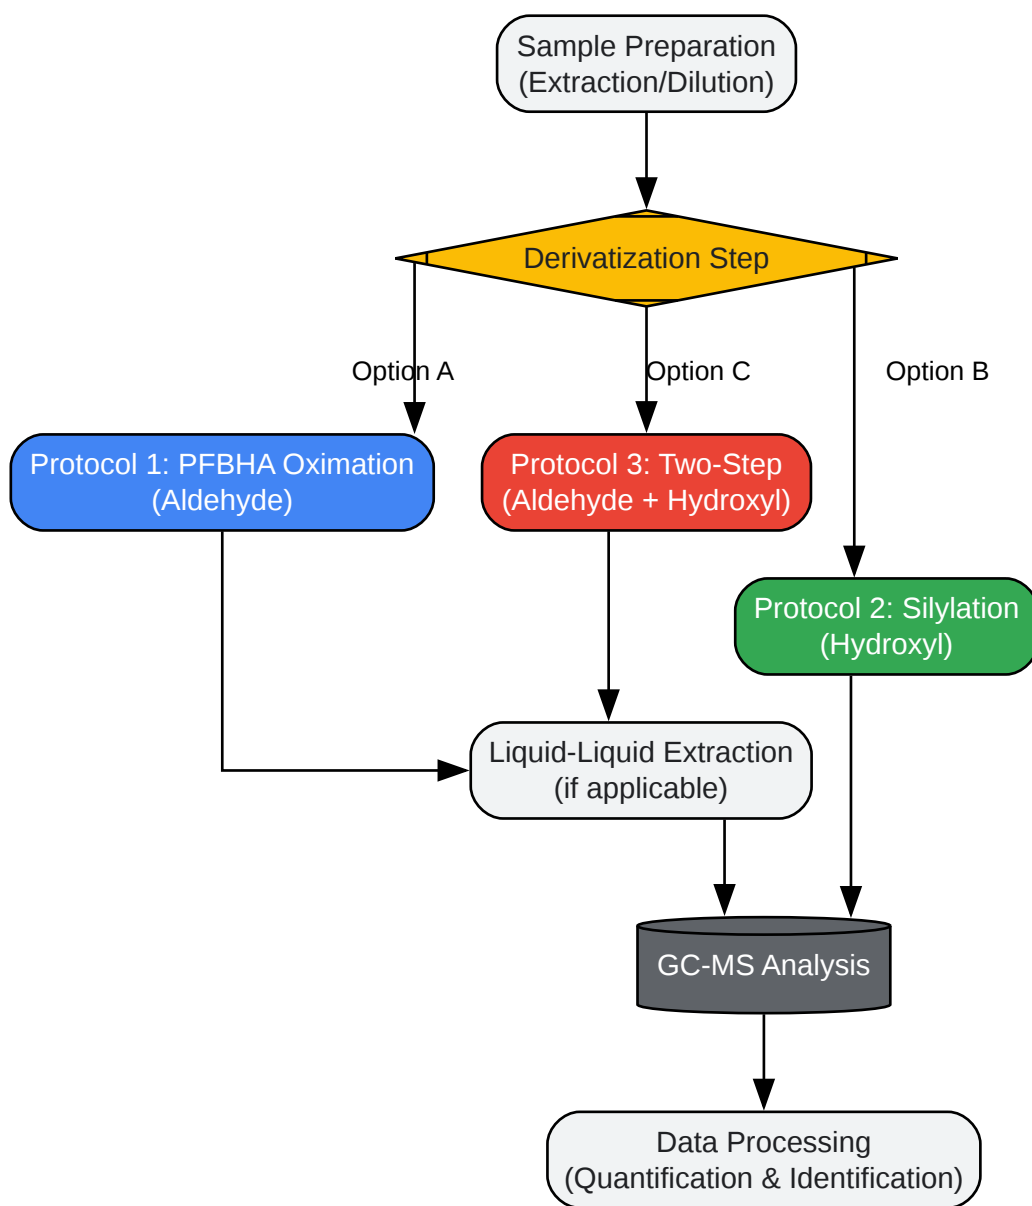 Sample Preparation
(Extraction/Dilution)
Derivatization Step
Option A
Option C
Option B
Protocol 1: PFBHA Oximation
(Aldehyde)
Protocol 3: Two-Step
(Aldehyde + Hydroxyl)
Protocol 2: Silylation
(Hydroxyl)
Liquid-Liquid Extraction
(if applicable)
GC-MS Analysis
Data Processing
(Quantification & Identification)